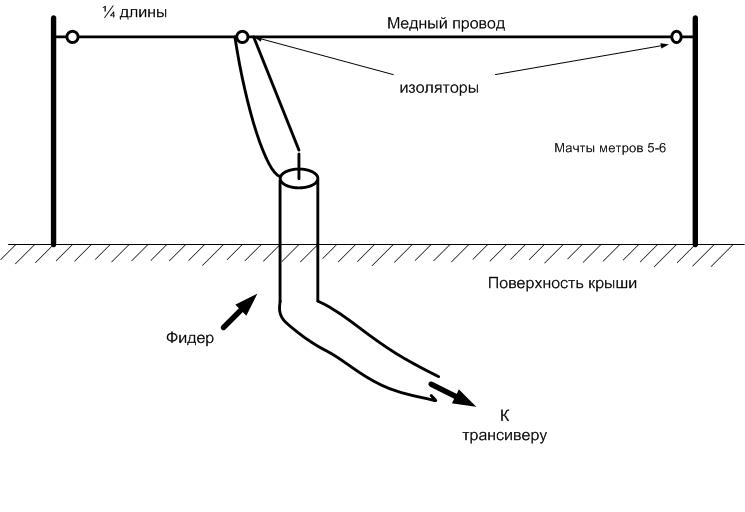 ¼ длины
Медный провод
изоляторы
Мачты метров 5-6
Поверхность крыши
Фидер
К
трансиверу